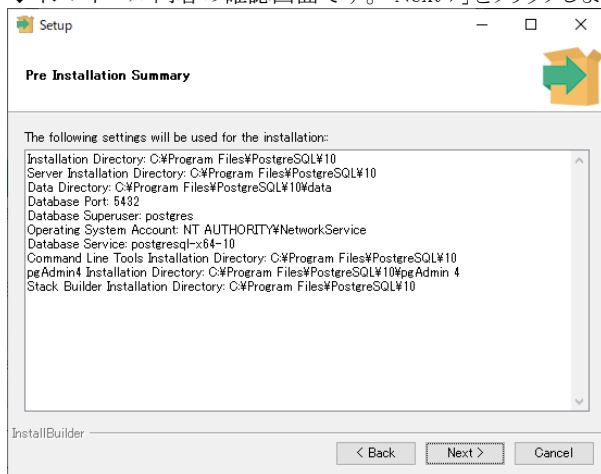 Setup
Pre Installation Summary
The following settings will be used for the installation:
Installation Directory: C:¥Program Files¥PostgreSQL¥10
Server Installation Directory: C:¥Program Files¥PostgreSQL¥10
Data Directory: C:¥Program Files¥PostgreSQL¥10¥data
Database Port: 5432
Database Superuser: postgres
Operating System Account: NT AUTHORITY¥NetworkService
Database Service: postgresql-x64-10
Command Line Tools Installation Directory: C:¥Program Files¥PostgreSQL¥10
pgAdmin4 Installation Directory: C:¥Program Files¥PostgreSQL¥10¥pgAdmin 4
Stack Builder Installation Directory: C:¥Program Files¥PostgreSQL¥10
InstallBuilder
< Back Next > Cancel